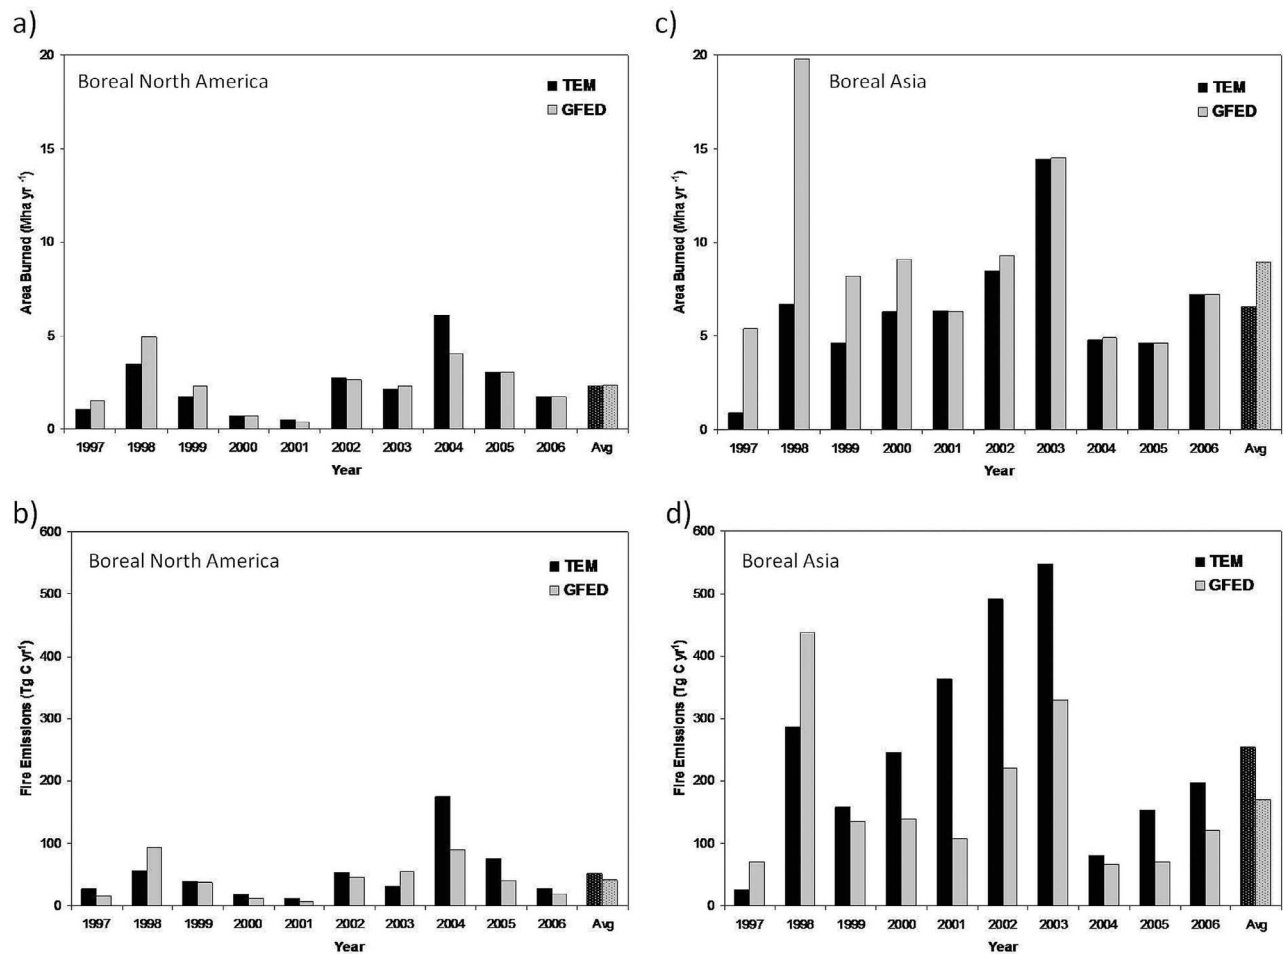 a)
Boreal North America
TEM
GFED
Area Burned (Mha yr -1)
20
15
10
5
0
1997 1998 1999 2000 2001 2002 2003 2004 2005 2006 Avg
Year
c)
Boreal Asia
TEM
GFED
Area Burned (Mha yr -1)
20
15
10
5
0
1997 1998 1999 2000 2001 2002 2003 2004 2005 2006 Avg
Year
b)
Boreal North America
TEM
GFED
Fire Emissions (Tg C yr-1)
600
500
400
300
200
100
0
1997 1998 1999 2000 2001 2002 2003 2004 2005 2006 Avg
Year
d)
Boreal Asia
TEM
GFED
Fire Emissions (Tg C yr-1)
600
500
400
300
200
100
0
1997 1998 1999 2000 2001 2002 2003 2004 2005 2006 Avg
Year